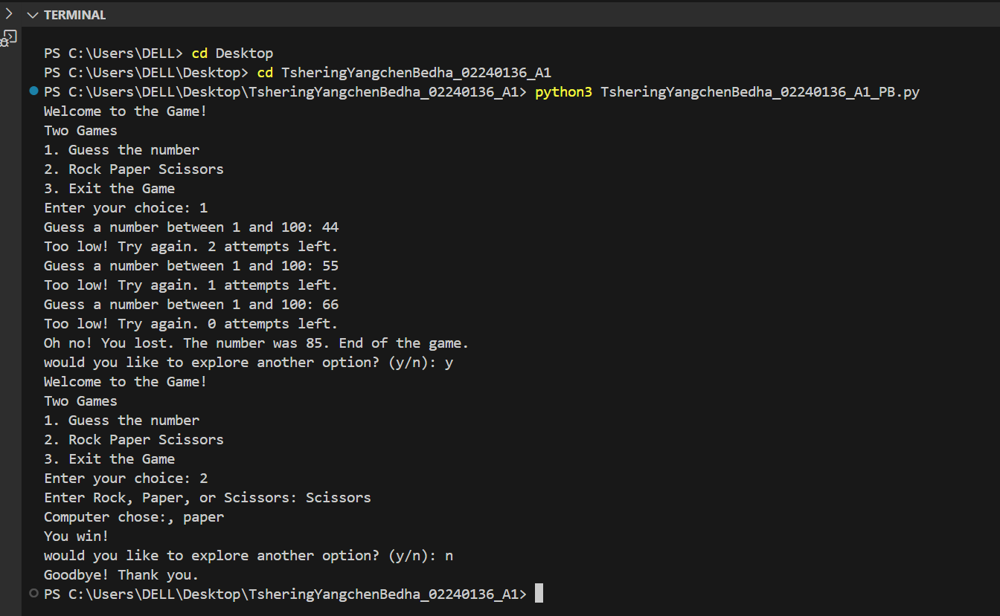 TERMINAL
PS C:\Users\DELL> cd Desktop
PS C:\Users\DELL\Desktop> cd TsheringYangchenBedha_02240136_A1
PS C:\Users\DELL\Desktop\TsheringYangchenBedha_02240136_A1> python3 TsheringYangchenBedha_02240136_A1_PB.py
Welcome to the Game!
Two Games
1. Guess the number
2. Rock Paper Scissors
3. Exit the Game
Enter your choice: 1
Guess a number between 1 and 100: 44
Too low! Try again. 2 attempts left.
Guess a number between 1 and 100: 55
Too low! Try again. 1 attempts left.
Guess a number between 1 and 100: 66
Too low! Try again. 0 attempts left.
Oh no! You lost. The number was 85. End of the game.
would you like to explore another option? (y/n): y
Welcome to the Game!
Two Games
1. Guess the number
2. Rock Paper Scissors
3. Exit the Game
Enter your choice: 2
Enter Rock, Paper, or Scissors: Scissors
Computer chose:, paper
You win!
would you like to explore another option? (y/n): n
Goodbye! Thank you.
PS C:\Users\DELL\Desktop\TsheringYangchenBedha_02240136_A1>